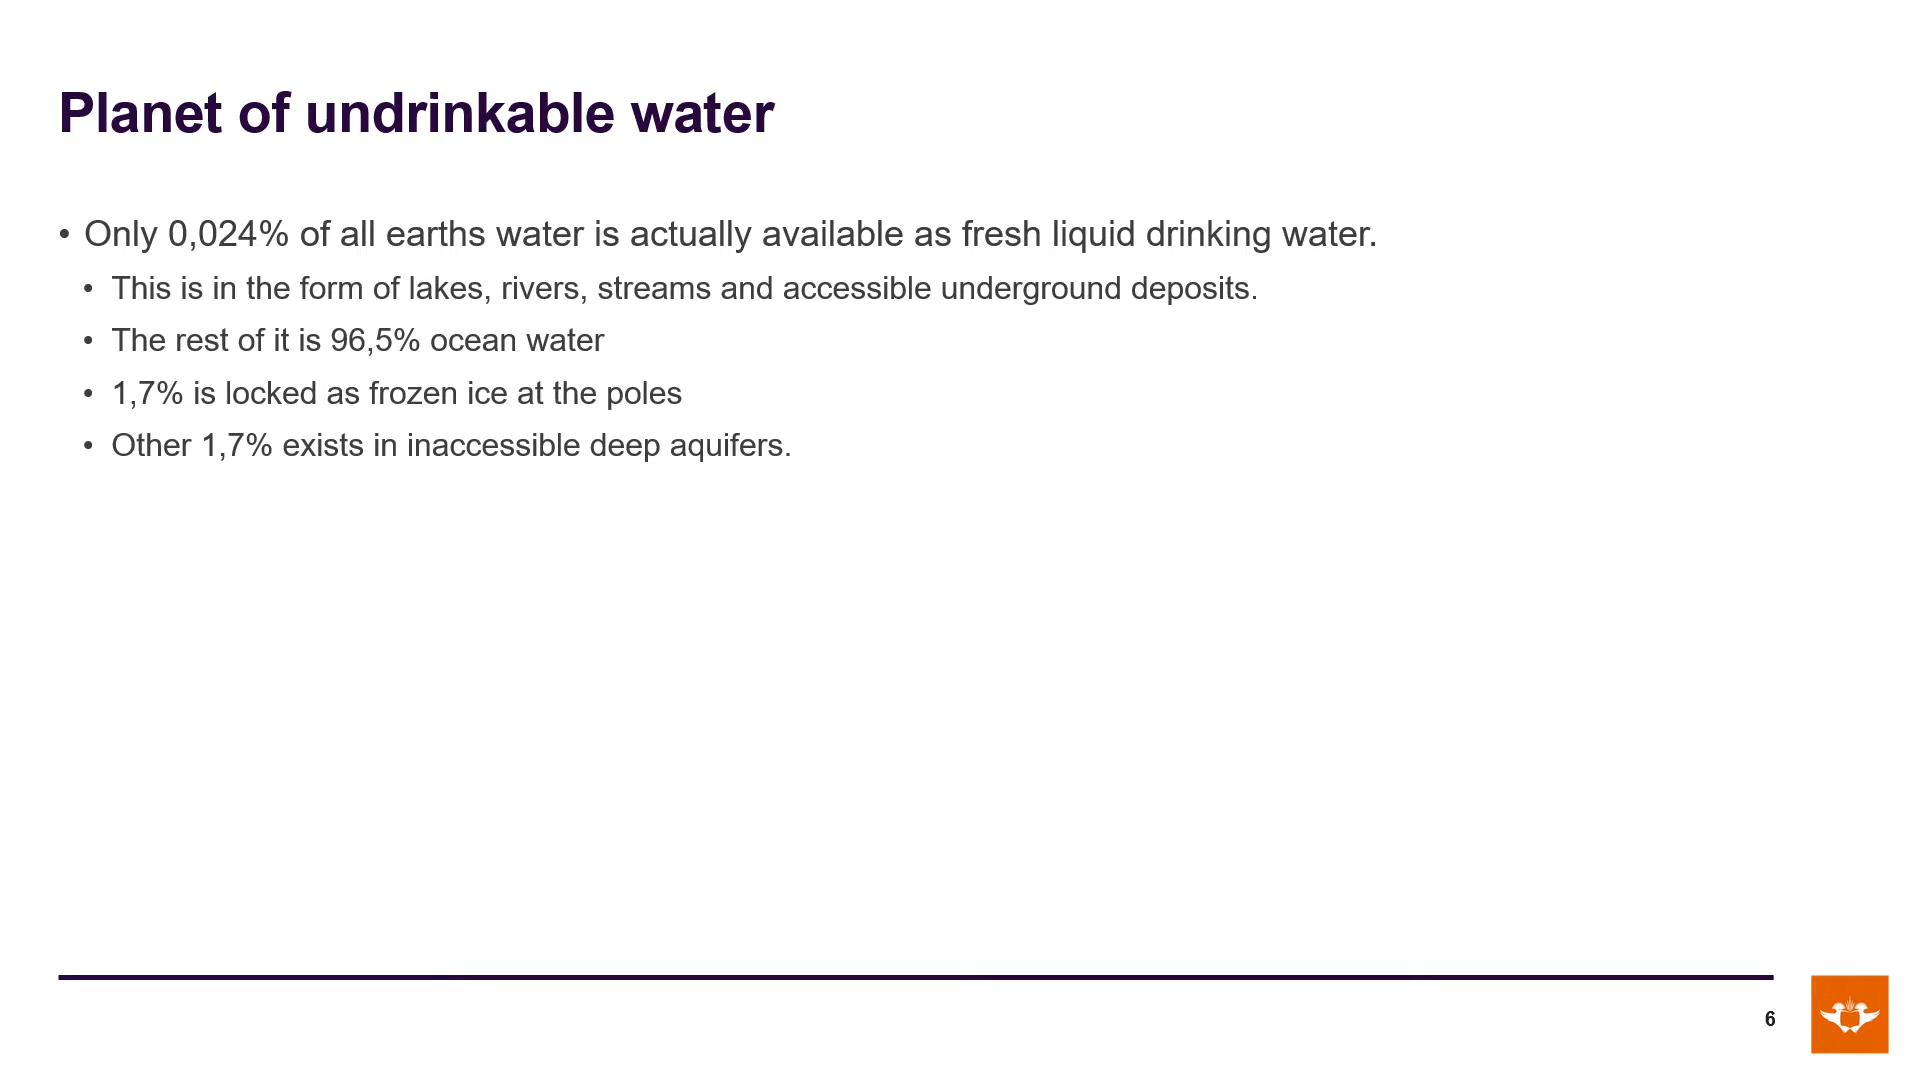 Planet of undrinkable water
• Only 0,024% of all earths water is actually available as fresh liquid drinking water.
• This is in the form of lakes, rivers, streams and accessible underground deposits.
• The rest of it is 96,5% ocean water
• 1,7% is locked as frozen ice at the poles
• Other 1,7% exists in inaccessible deep aquifers.
6